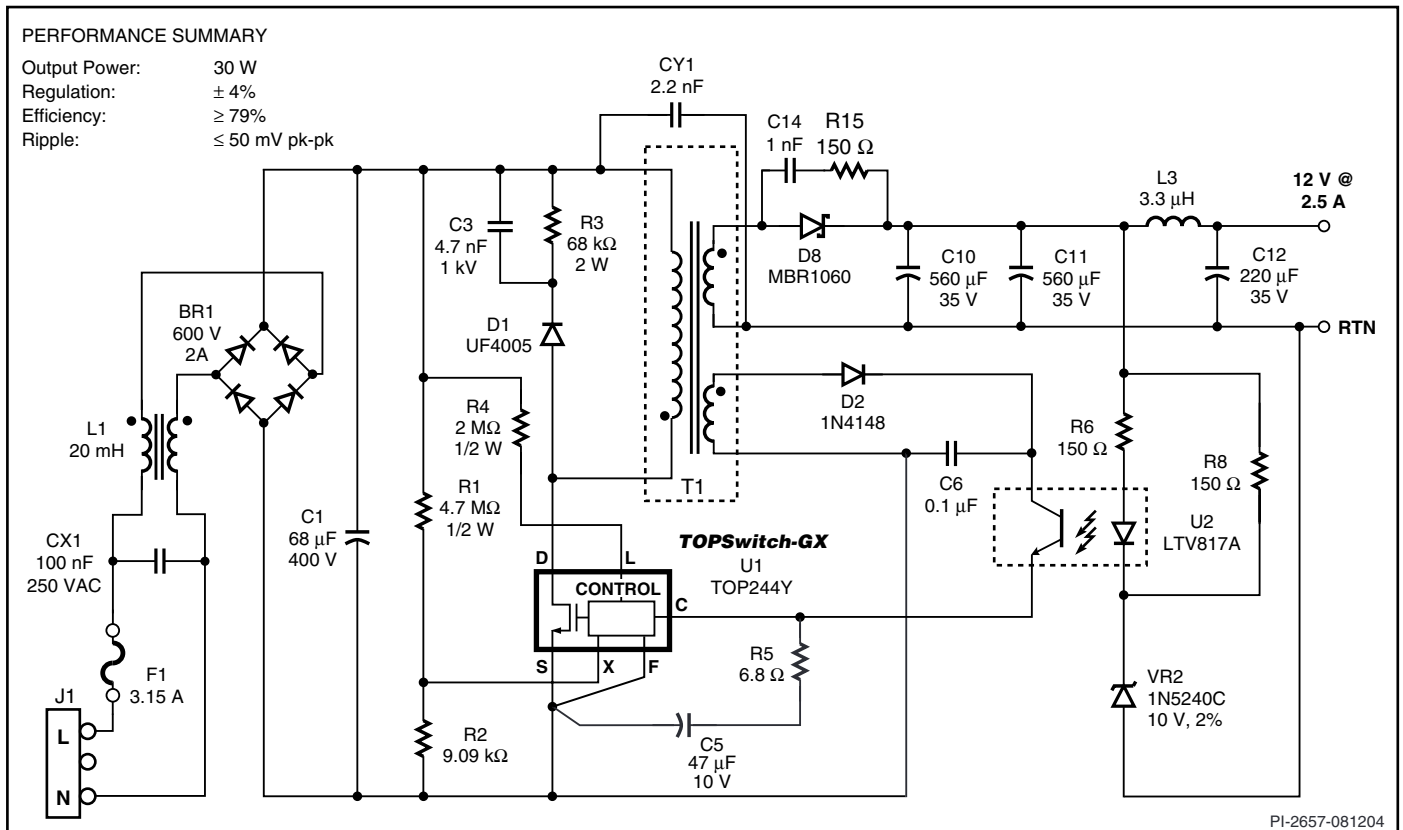 PERFORMANCE SUMMARY
Output Power: 30 W
Regulation: ± 4%
Efficiency: ≥ 79%
Ripple: ≤ 50 mV pk-pk
CY1
2.2 nF
C14
1 nF
R15
150 Ω
L3
3.3 µH
12 V @
2.5 A
C3
4.7 nF
1 kV
R3
68 kΩ
2 W
D8
MBR1060
C10
560 µF
35 V
C11
560 µF
35 V
C12
220 µF
35 V
BR1
600 V
2A
D1
UF4005
RTN
D2
1N4148
L1
20 mH
R4
2 MΩ
1/2 W
R6
150 Ω
R8
150 Ω
T1
C6
0.1 µF
R1
4.7 MΩ
1/2 W
C1
68 µF
400 V
CX1
100 nF
250 VAC
U2
LTV817A
TOPSwitch-GX
U1
TOP244Y
D
L
CONTROL
C
S
X
F
R5
6.8 Ω
F1
3.15 A
J1
L
N
VR2
1N5240C
10 V, 2%
R2
9.09 kΩ
C5
47 µF
10 V
PI-2657-081204